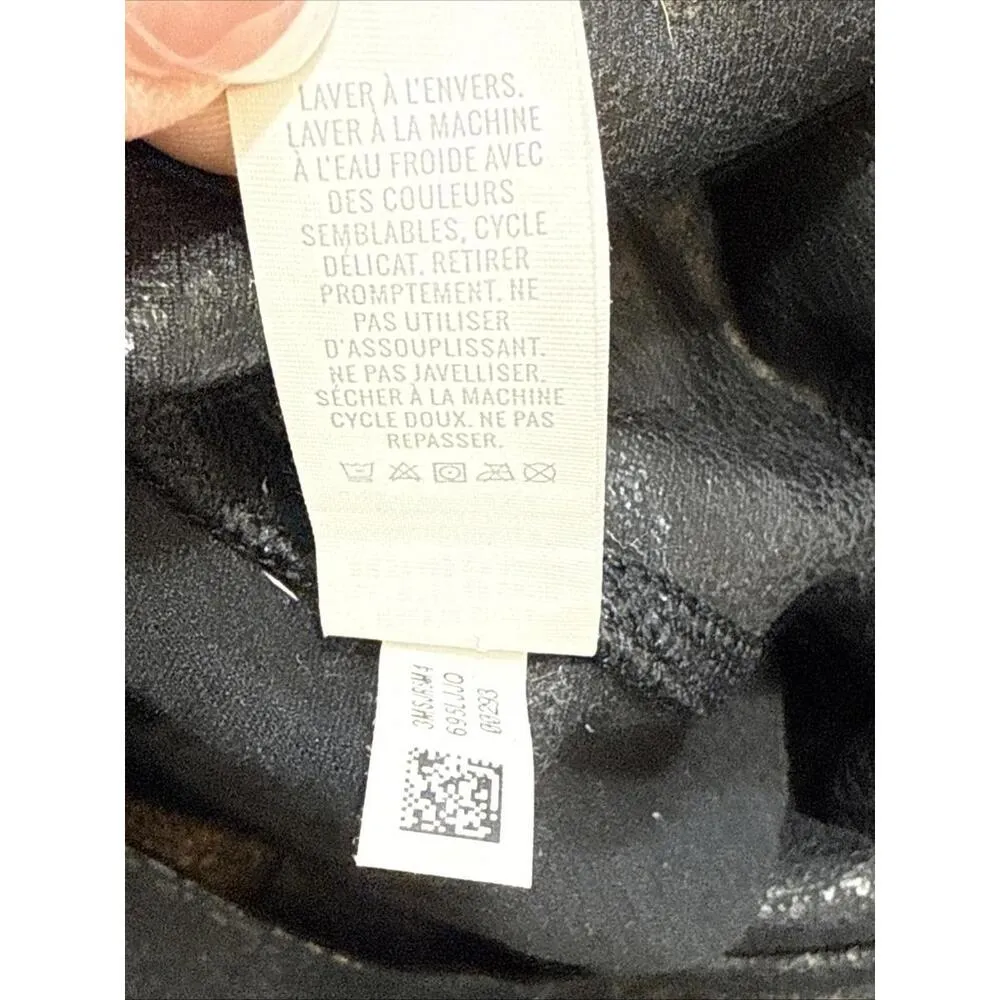 LAVER À L'ENVERS.
LAVER À LA MACHINE
À L'EAU FROIDE AVEC
DES COULEURS
SEMBLABLES, CYCLE
DÉLICAT. RETIRER
PROMPTEMENT. NE
PAS UTILISER
D'ASSOUPLISSANT.
NE PAS JAVELLISER.
SÉCHER À LA MACHINE
CYCLE DOUX. NE PAS
REPASSER.
00293